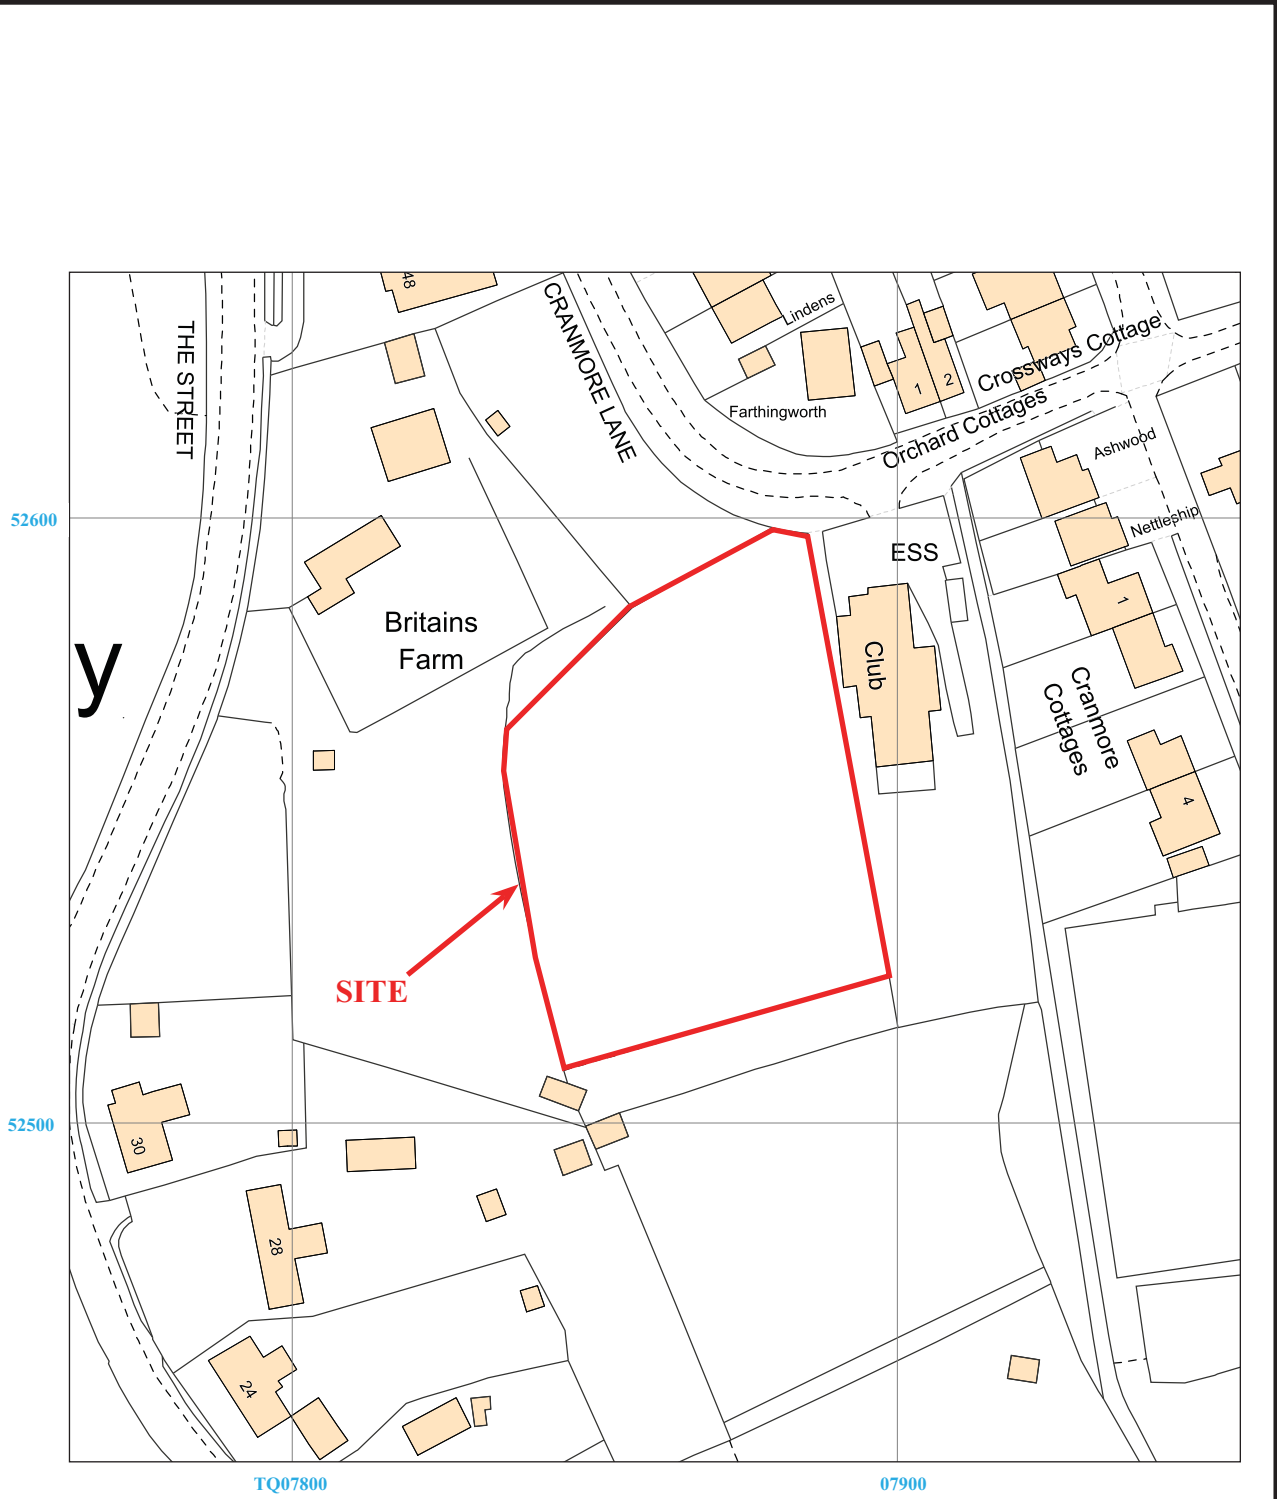 48
THE STREET
CRANMORE LANE
Lindens
Crossways Cottage
1
2
Farthingworth
Orchard Cottages
Ashwood
52600
Nettleship
ESS
Britains
Farm
1
y
Club
Cranmore
Cottages
4
SITE
52500
30
28
24
TQ07800
07900